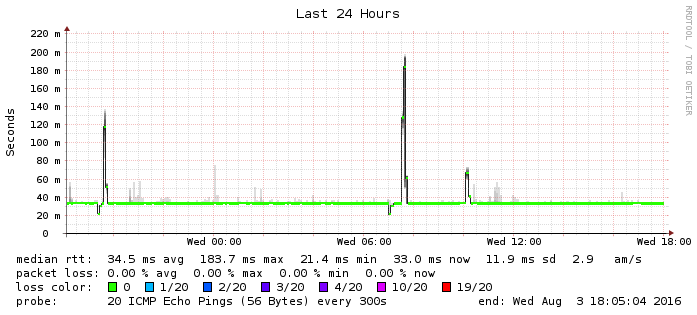 Last 24 Hours
RRDTOOL / TOBI OETIKER
Seconds
220 m
200 m
180 m
160 m
140 m
120 m
100 m
80 m
60 m
40 m
20 m
0
Wed 00:00 Wed 06:00 Wed 12:00 Wed 18:00
median rtt: 34.5 ms avg 183.7 ms max 21.4 ms min 33.0 ms now 11.9 ms sd 2.9 am/s
packet loss: 0.00 % avg 0.00 % max 0.00 % min 0.00 % now
loss color: 0 1/20 2/20 3/20 4/20 10/20 19/20
probe: 20 ICMP Echo Pings (56 Bytes) every 300s end: Wed Aug 3 18:05:04 2016